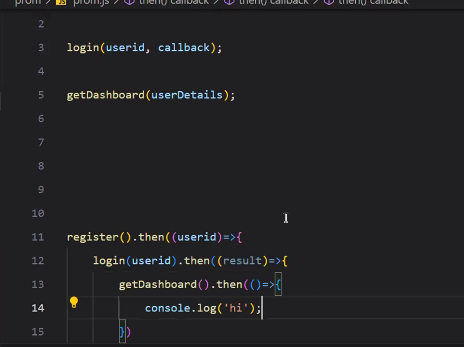 prom > JS prom.js > then() callback > then() callback > then() callback
2
3 login(userid, callback);
4
5 getDashboard(userDetails);
6
7
8
9
10
11 register().then((userid)=>{
12 login(userid).then((result)=>{
13 getDashboard().then(()=>{
14 console.log('hi');
15 })